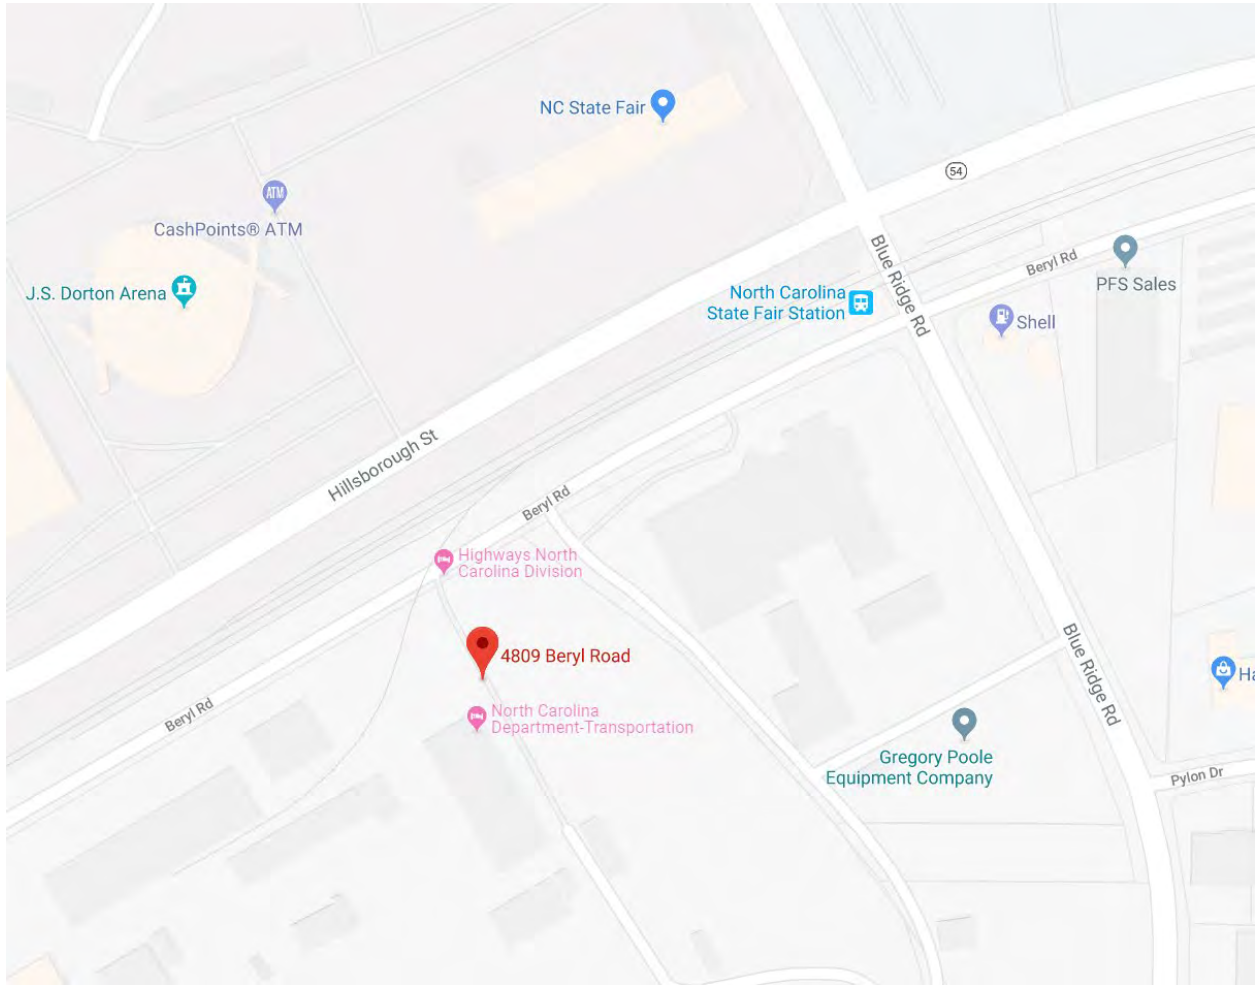 NC State Fair
54
ATM
CashPoints® ATM
Blue Ridge Rd
Beryl Rd
PFS Sales
J.S. Dorton Arena
North Carolina
State Fair Station
Shell
Hillsborough St
Beryl Rd
Highways North
Carolina Division
4809 Beryl Road
Blue Ridge Rd
Ha
Beryl Rd
North Carolina
Department-Transportation
Gregory Poole
Equipment Company
Pylon Dr